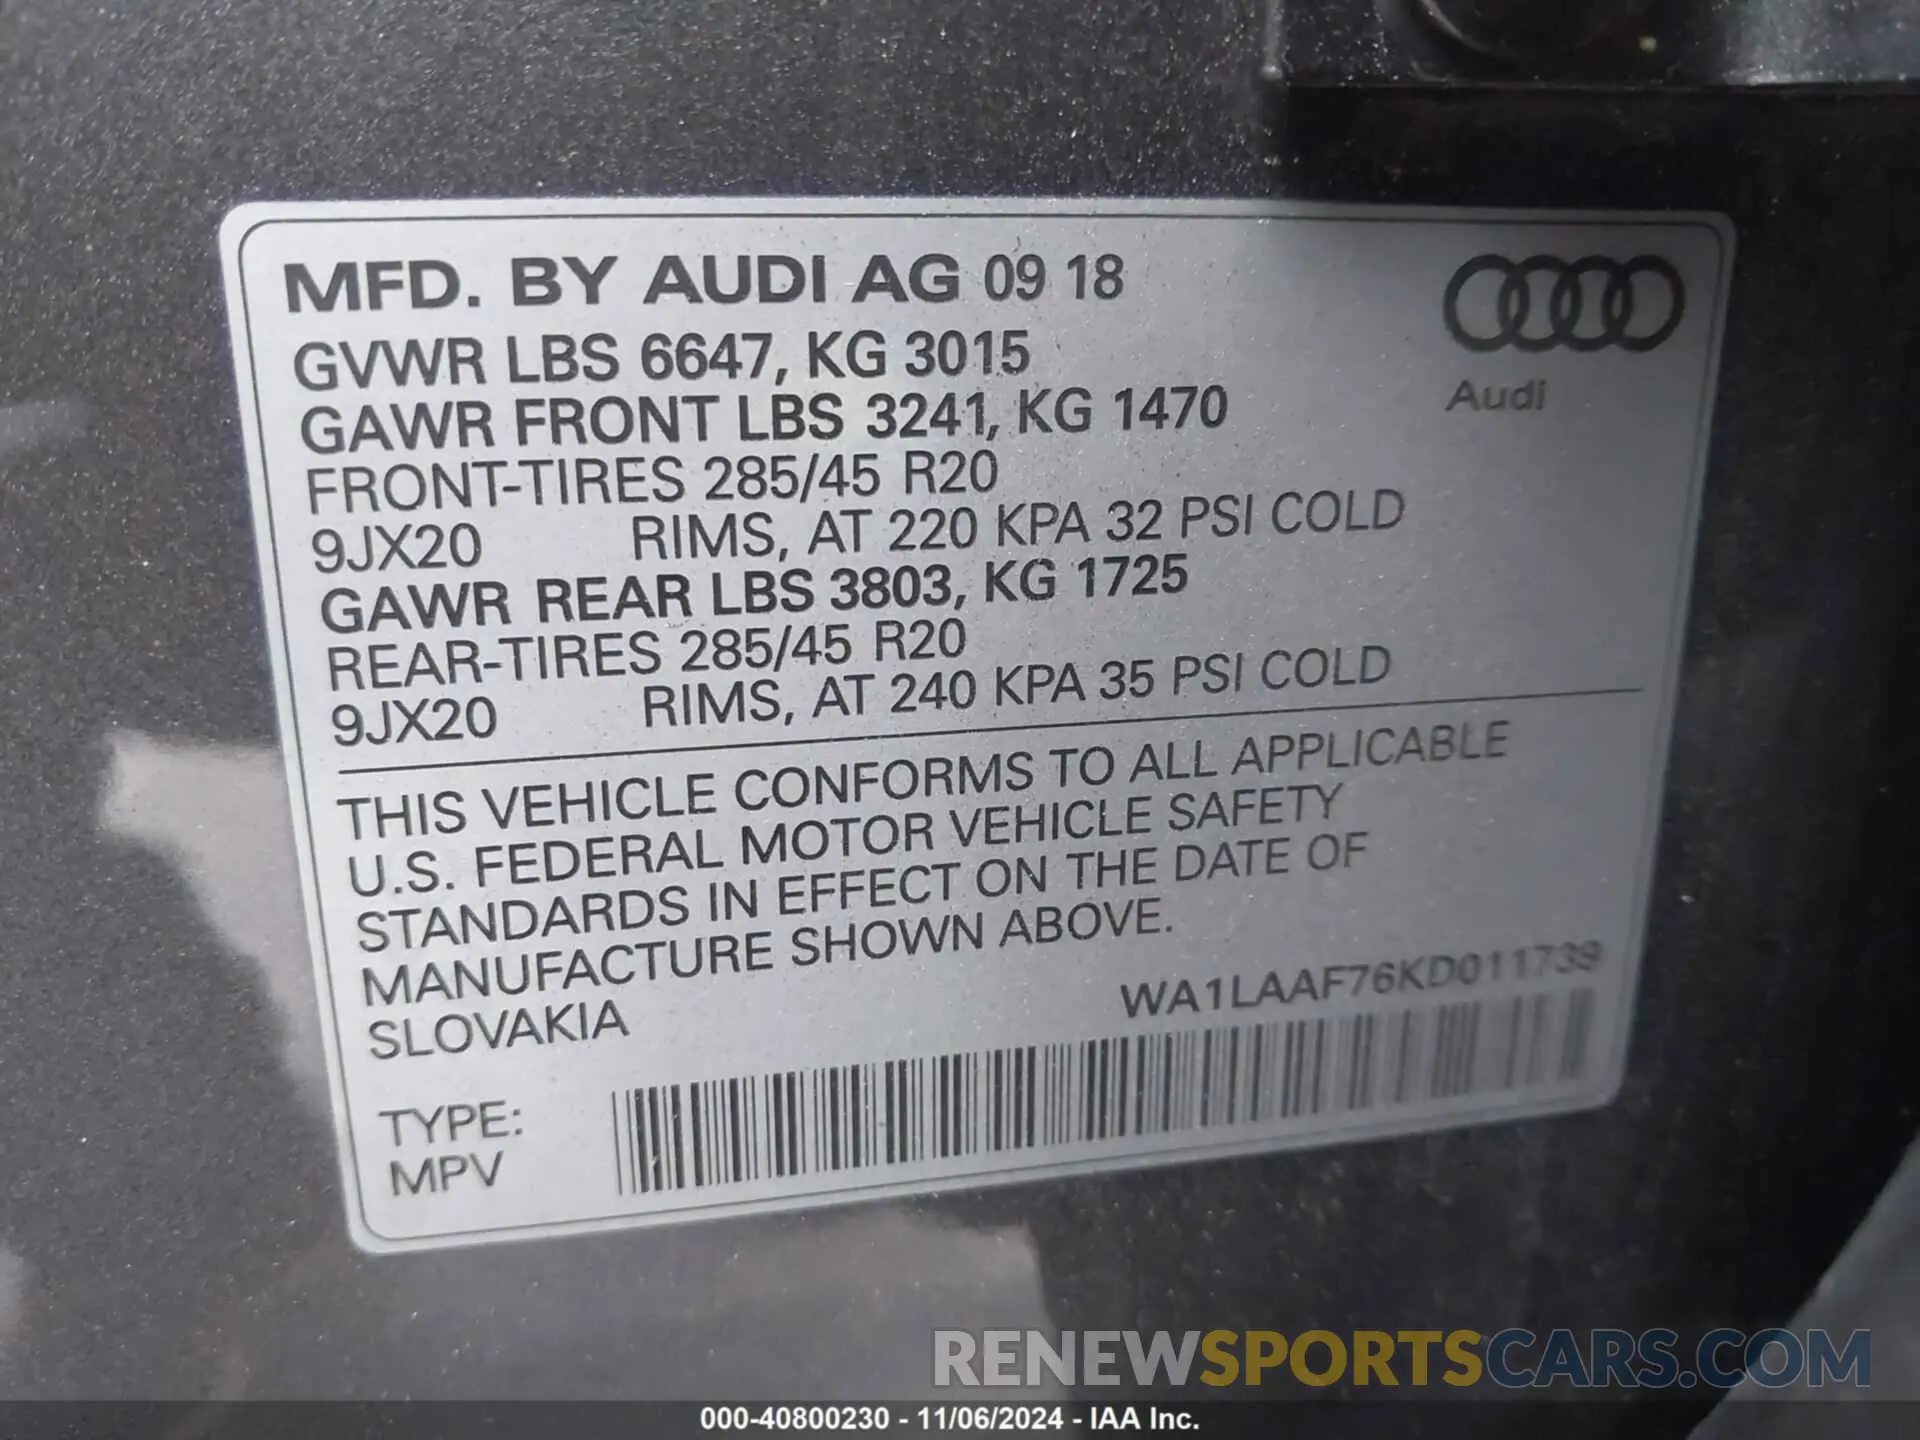 MFD. BY AUDI AG 09 18
GVWR LBS 6647, KG 3015
GAWR FRONT LBS 3241, KG 1470
FRONT-TIRES 285/45 R20
9JX20 RIMS, AT 220 KPA 32 PSI COLD
GAWR REAR LBS 3803, KG 1725
REAR-TIRES 285/45 R20
9JX20 RIMS, AT 240 KPA 35 PSI COLD
Audi
THIS VEHICLE CONFORMS TO ALL APPLICABLE
U.S. FEDERAL MOTOR VEHICLE SAFETY
STANDARDS IN EFFECT ON THE DATE OF
MANUFACTURE SHOWN ABOVE.
SLOVAKIA
WA1LAAF76KD011739
TYPE:
MPV
RENEWSPORTSCARS.COM
000-40800230 - 11/06/2024 - IAA Inc.